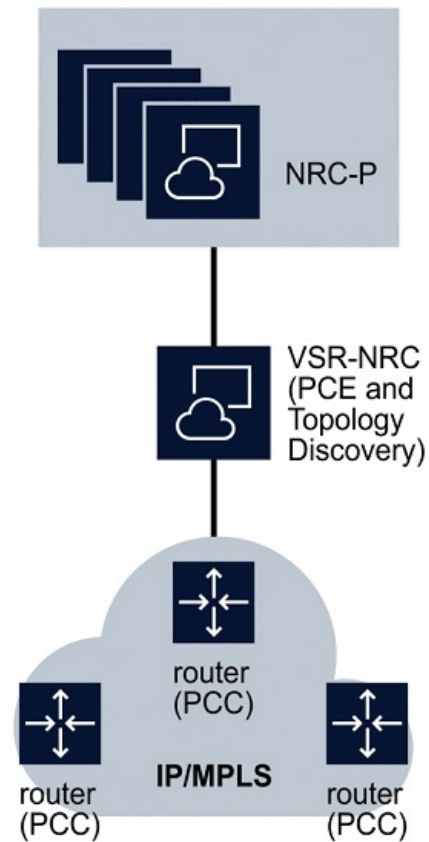 NRC-P
VSR-NRC
(PCE and
Topology
Discovery)
router
(PCC)
IP/MPLS
router
(PCC)
router
(PCC)